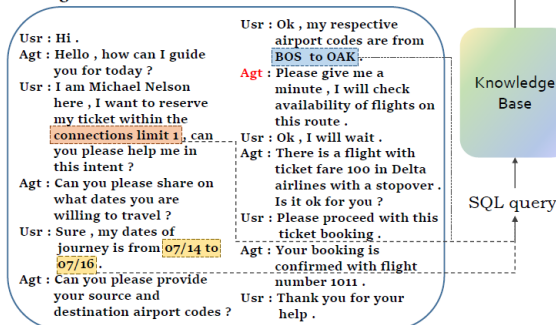 Usr : Hi .
Agt : Hello , how can I guide
you for today ?
Usr : I am Michael Nelson
here , I want to reserve
my ticket within the
connections limit 1 , can
you please help me in
this intent ?
Agt : Can you please share on
what dates you are
willing to travel ?
Usr : Sure , my dates of
journey is from 07/14 to
07/16 .
Agt : Can you please provide
your source and
destination airport codes ?
Usr : Ok , my respective
airport codes are from
BOS to OAK .
Agt : Please give me a
minute , I will check
availability of flights on
this route .
Usr : Ok , I will wait .
Agt : There is a flight with
ticket fare 100 in Delta
airlines with a stopover .
Is it ok for you ?
Usr : Please proceed with this
ticket booking .
Agt : Your booking is
confirmed with flight
number 1011 .
Usr : Thank you for your
help .
Knowledge
Base
SQL query